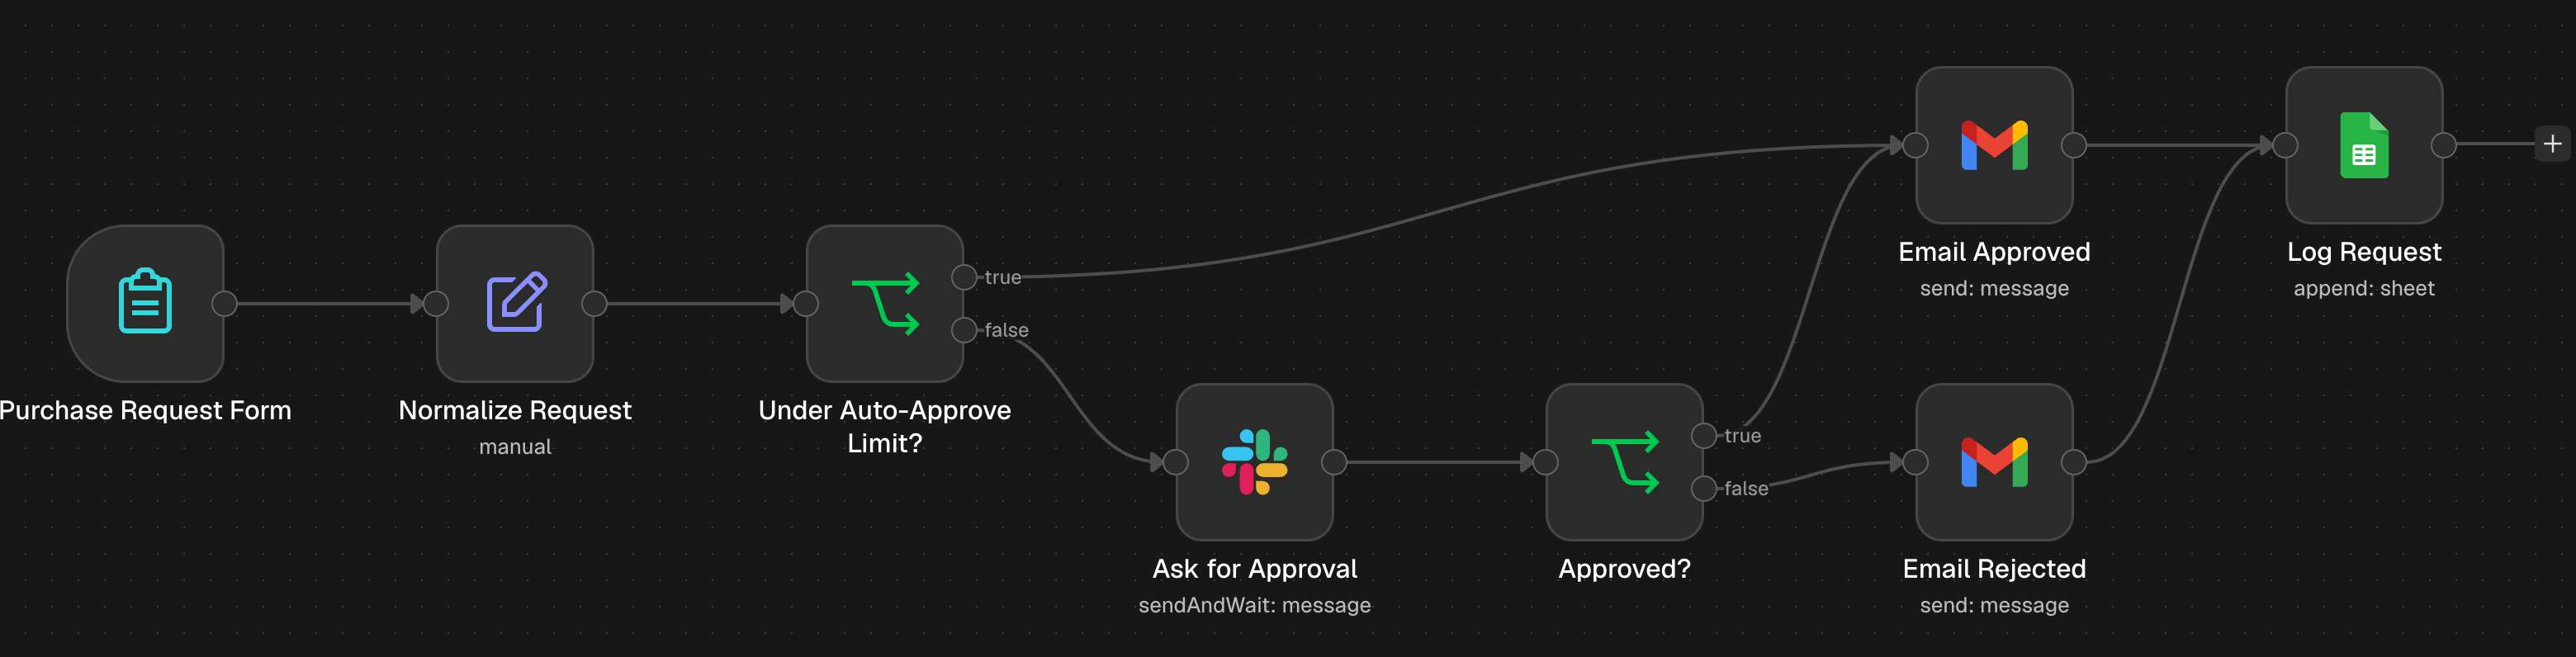 Purchase Request Form
Normalize Request
manual
Under Auto-Approve
Limit?
true
false
Ask for Approval
sendAndWait: message
Approved?
true
false
Email Approved
send: message
Email Rejected
send: message
Log Request
append: sheet